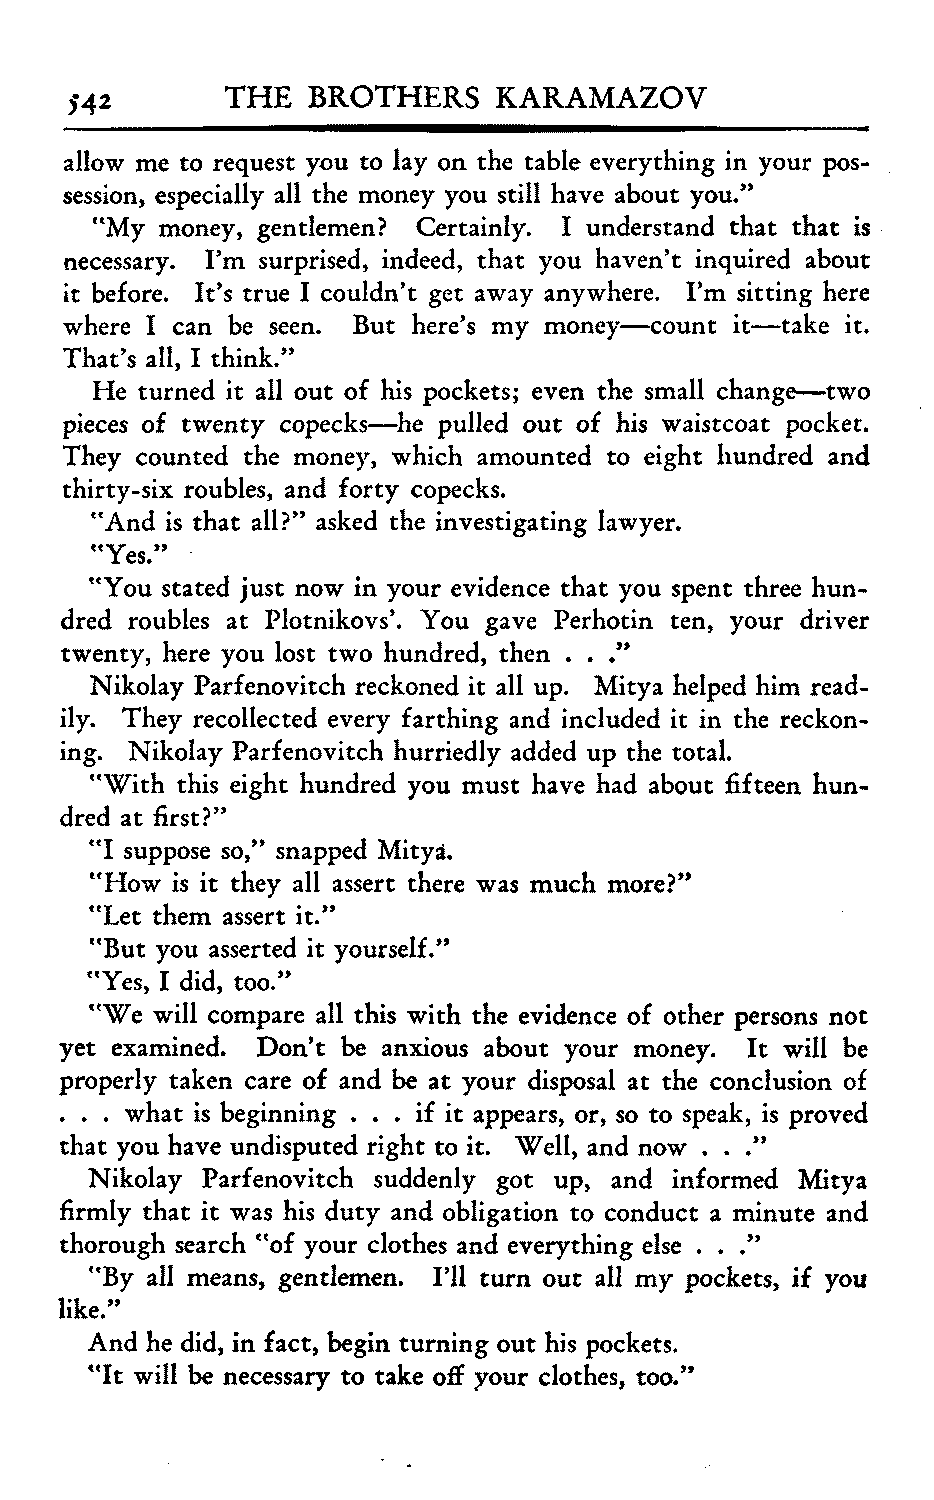 542 THE BROTHERS KARAMAZOV
allow me to request you to lay on the table everything in your pos-
session, especially all the money you still have about you."
"My money, gentlemen? Certainly. I understand that that is
necessary. I'm surprised, indeed, that you haven't inquired about
it before. It's true I couldn't get away anywhere. I'm sitting here
where I can be seen. But here's my money—count it—take it.
That's all, I think."
He turned it all out of his pockets; even the small change—two
pieces of twenty copecks—he pulled out of his waistcoat pocket.
They counted the money, which amounted to eight hundred and
thirty-six roubles, and forty copecks.
"And is that all?" asked the investigating lawyer.
"Yes."
"You stated just now in your evidence that you spent three hun-
dred roubles at Plotnikovs'. You gave Perhotin ten, your driver
twenty, here you lost two hundred, then . . ."
Nikolay Parfenovitch reckoned it all up. Mitya helped him read-
ily. They recollected every farthing and included it in the reckon-
ing. Nikolay Parfenovitch hurriedly added up the total.
"With this eight hundred you must have had about fifteen hun-
dred at first?"
"I suppose so," snapped Mitya.
"How is it they all assert there was much more?"
"Let them assert it."
"But you asserted it yourself."
"Yes, I did, too."
"We will compare all this with the evidence of other persons not
yet examined. Don't be anxious about your money. It will be
properly taken care of and be at your disposal at the conclusion of
. . . what is beginning . . . if it appears, or, so to speak, is proved
that you have undisputed right to it. Well, and now . . ."
Nikolay Parfenovitch suddenly got up, and informed Mitya
firmly that it was his duty and obligation to conduct a minute and
thorough search "of your clothes and everything else . . ."
"By all means, gentlemen. I'll turn out all my pockets, if you
like."
And he did, in fact, begin turning out his pockets.
"It will be necessary to take off your clothes, too."